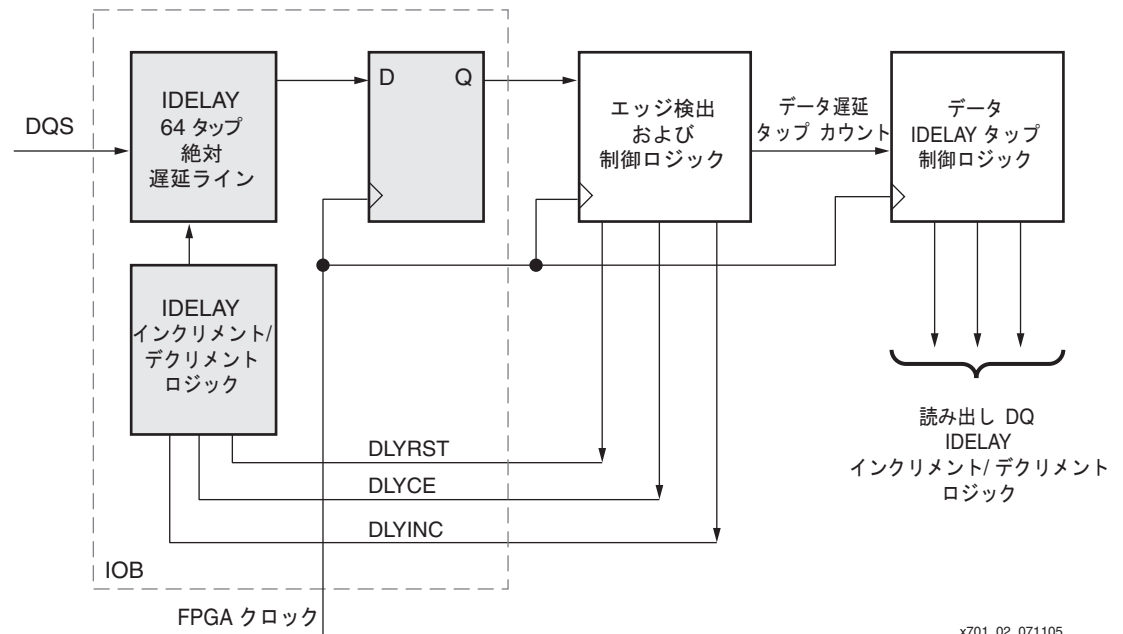 DQS
IDELAY
64 タップ
絶対
遅延ライン
D
Q
エッジ検出
および
制御ロジック
データ遅延
タップ カウント
データ
IDELAY タップ
制御ロジック
IDELAY
インクリメント/
デクリメント
ロジック
DLYRST
DLYCE
DLYINC
IOB
FPGA クロック
読み出し DQ
IDELAY
インクリメント/ デクリメント
ロジック
x701_02_071105